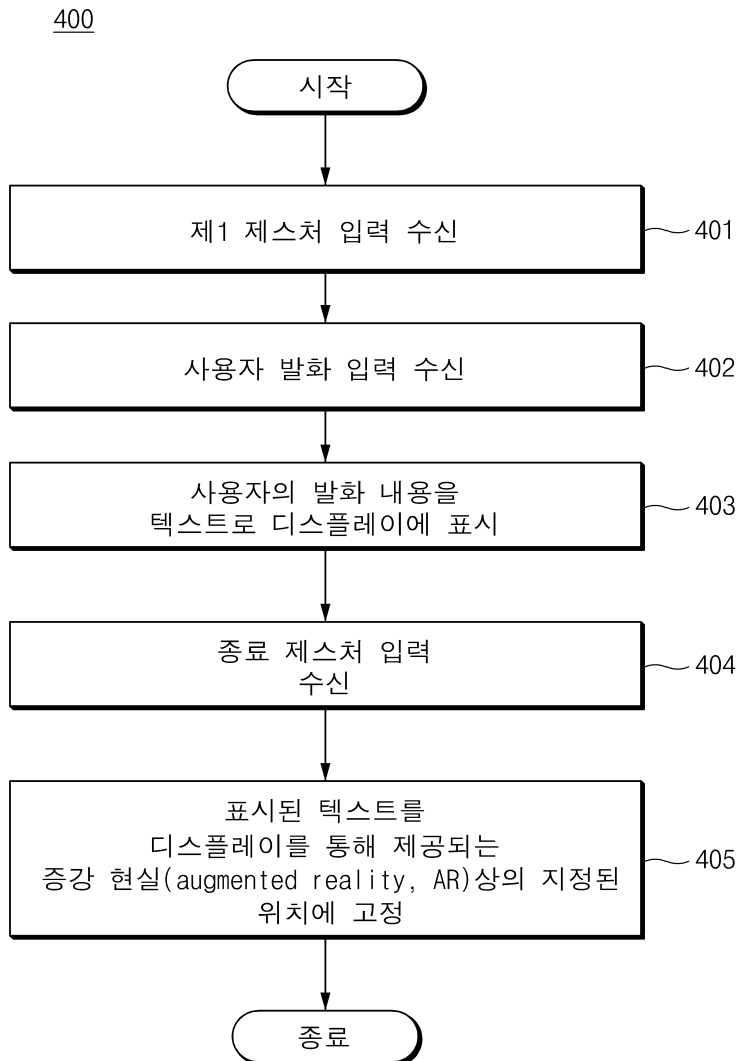 400
시작
제1 제스처 입력 수신
401
사용자 발화 입력 수신
402
사용자의 발화 내용을
텍스트로 디스플레이에 표시
403
종료 제스처 입력
수신
404
표시된 텍스트를
디스플레이를 통해 제공되는
증강 현실(augmented reality, AR)상의 지정된
위치에 고정
405
종료